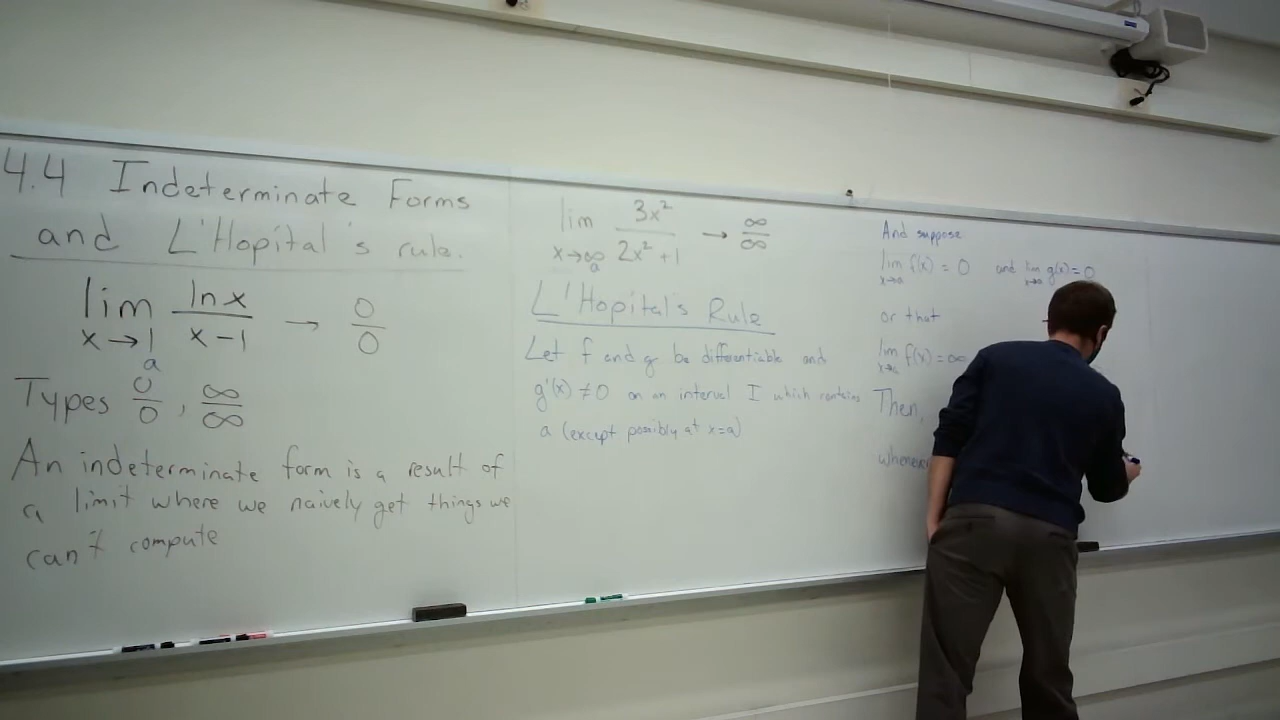 4.4 Indeterminate Forms
and L'Hopital's rule.
lim x→1 lnx/x-1 → 0/0
a
Types 0/0, ∞/∞
An indeterminate form is a result of
a limit where we naively get things we
can't compute
lim x→∞ 3x²/2x²+1 → ∞/∞
a
L'Hopital's Rule
Let f and g be differentiable and
g'(x) ≠ 0 on an interval I which contains
a (except possibly at x=a)
And suppose
lim x→a f(x) = 0 and lim x→a g(x) = 0
or that
lim x→a f(x) = ∞
Then,